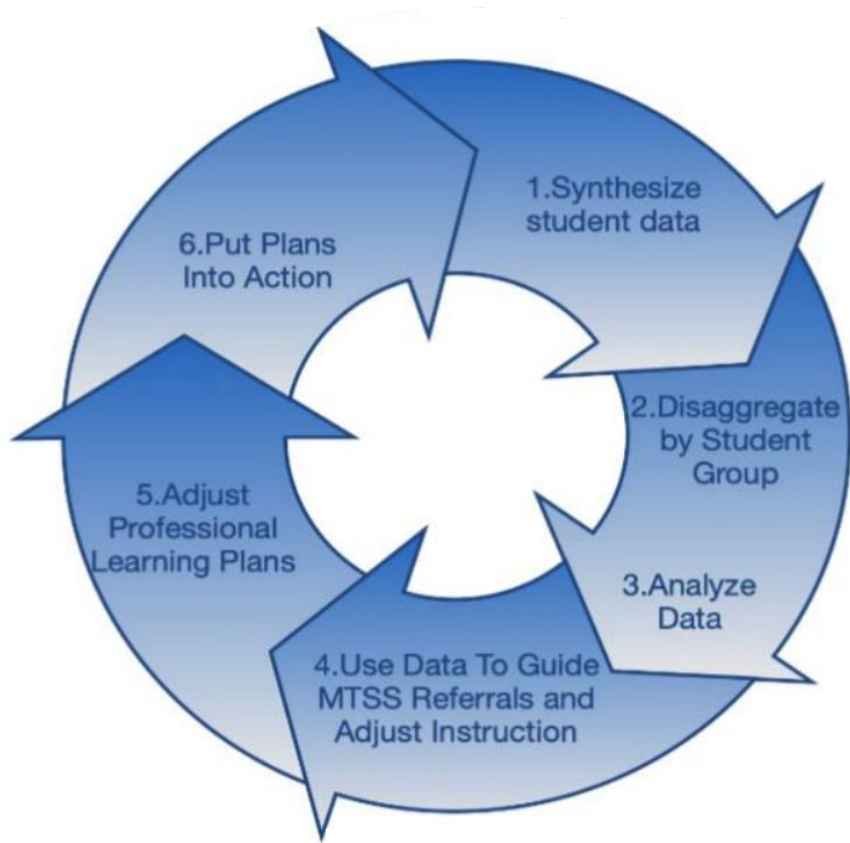 1.Synthesize
student data
2.Disaggregate
by Student
Group
3.Analyze
Data
4.Use Data To Guide
MTSS Referrals and
Adjust Instruction
5.Adjust
Professional
Learning Plans
6.Put Plans
Into Action